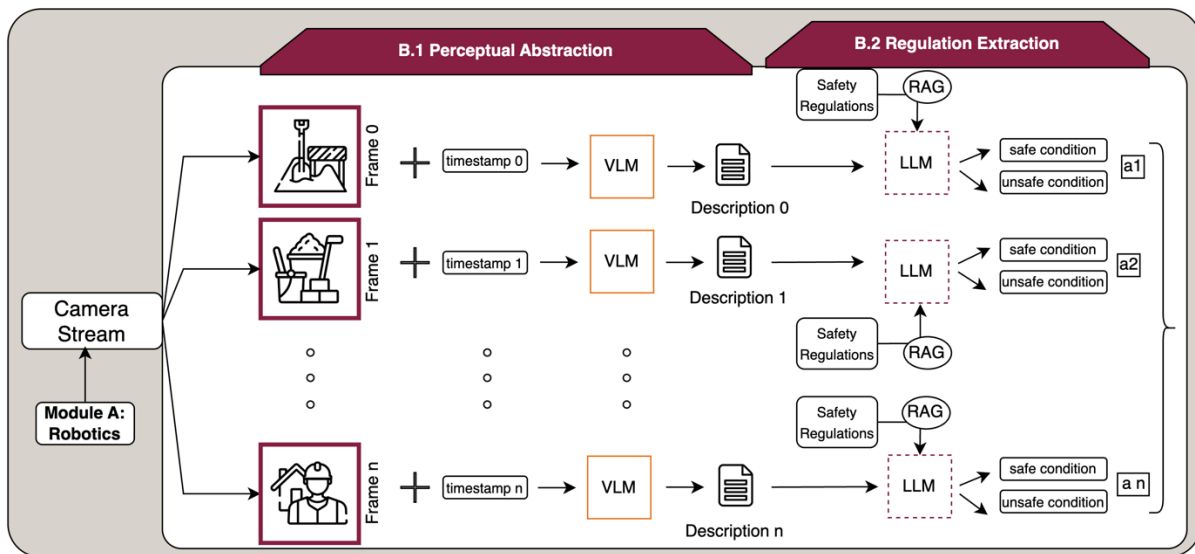 B.1 Perceptual Abstraction
B.2 Regulation Extraction
Camera
Stream
Module A:
Robotics
Frame 0
timestamp 0
VLM
Description 0
Safety
Regulations
RAG
LLM
safe condition
unsafe condition
a1
Frame 1
timestamp 1
VLM
Description 1
LLM
Safety
Regulations
RAG
safe condition
unsafe condition
a2
Frame n
timestamp n
VLM
Description n
Safety
Regulations
RAG
LLM
safe condition
unsafe condition
a n